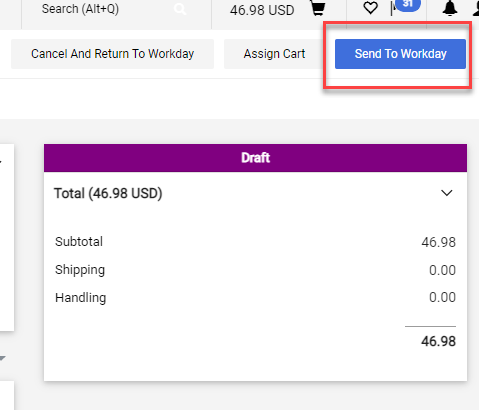 Search (Alt+Q) 46.98 USD 31
Cancel And Return To Workday Assign Cart Send To Workday
Draft
Total (46.98 USD)
Subtotal 46.98
Shipping 0.00
Handling 0.00
46.98